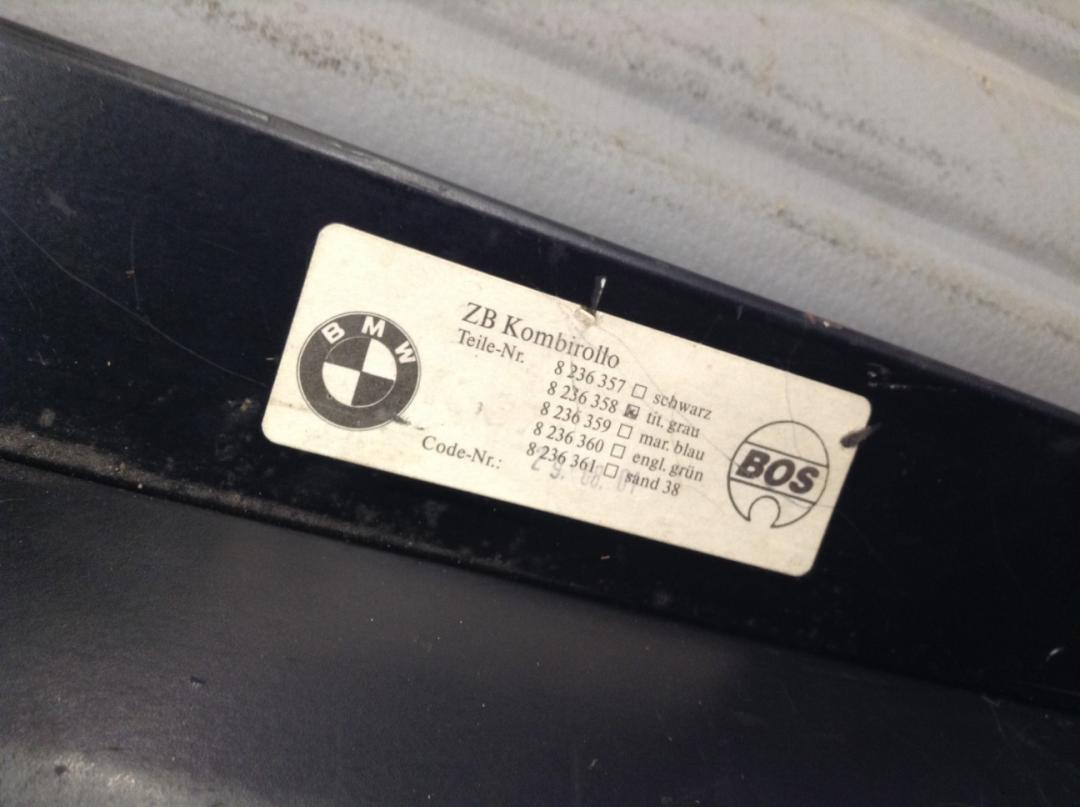 BMW
ZB Kombirollo
Teile-Nr.
8 236 357 ☐ schwarz
8 236 358 ☒ tit. grau
8 236 359 ☐ mar. blau
8 236 360 ☐ engl. grün
8 236 361 ☐ sand 38
Code-Nr.:
BOS